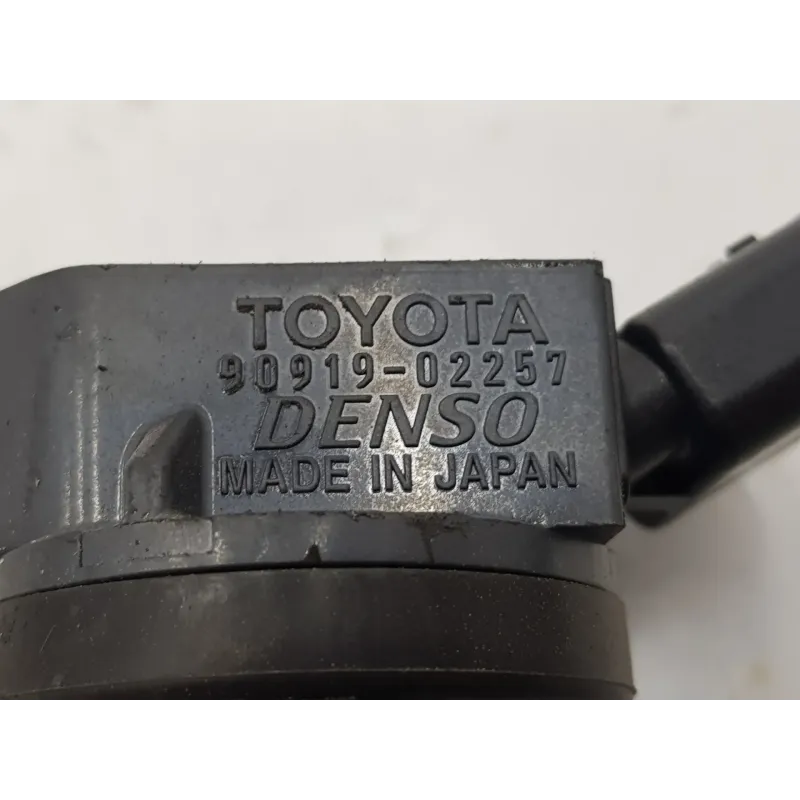 TOYOTA
90919-02257
DENSO
MADE IN JAPAN